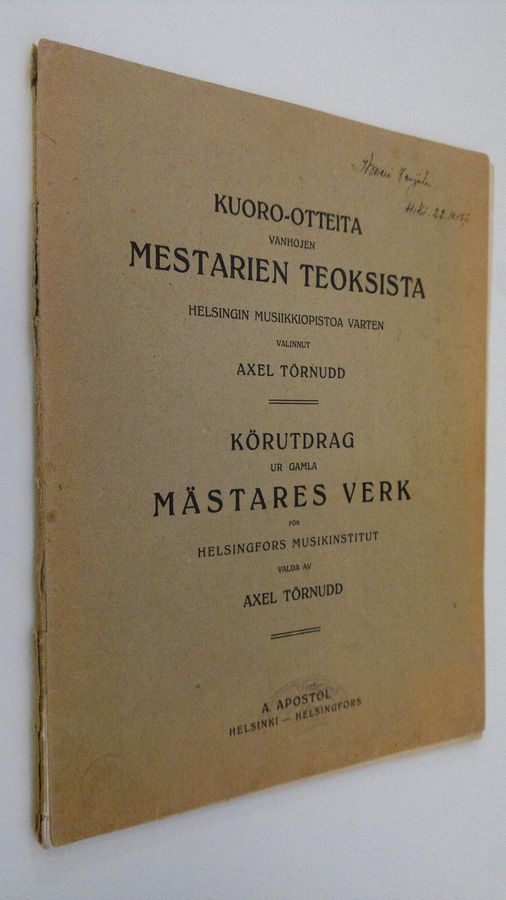 KUORO-OTTEITA
VANHOJEN
MESTARIEN TEOKSISTA
HELSINGIN MUSIIKKIOPISTOA VARTEN
VALINNUT
AXEL TÖRNUDD
KÖRUTDRAG
UR GAMLA
MÄSTARES VERK
FÖR
HELSINGFORS MUSIKINSTITUT
VALDA AV
AXEL TÖRNUDD
A. APOSTOL
HELSINKI — HELSINGFORS